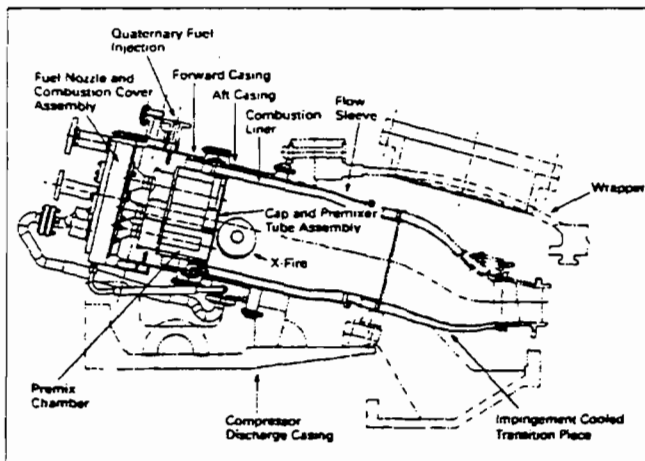 Quaternary Fuel
Injection
Fuel Nozzle and
Combustion Cover
Assembly
Forward Casing
Aft Casing
Combustion
Liner
Flow
Sleeve
Wrapper
Cap and Premixer
Tube Assembly
X-Fire
Premix
Chamber
Compressor
Discharge Casing
Impingement Cooled
Transition Piece